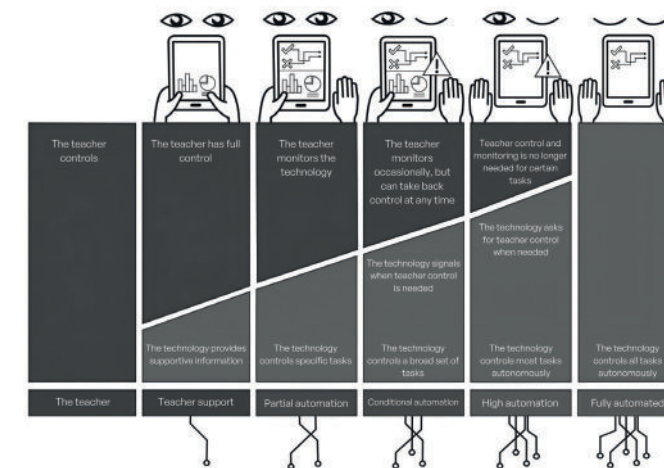 The teacher
controls
The teacher has full
control
The teacher
monitors the
technology
The teacher
monitors
occasionally, but
can take back
control at any time
Teacher control and
monitoring is no longer
needed for certain
tasks
The technology provides
supportive information
The technology
controls specific tasks
The technology signals
when teacher control
is needed
The technology
controls a broad set of
tasks
The technology asks
for teacher control
when needed
The technology
controls most tasks
autonomously
The technology
controls all tasks
autonomously
The teacher
Teacher support
Partial automation
Conditional automation
High automation
Fully automated